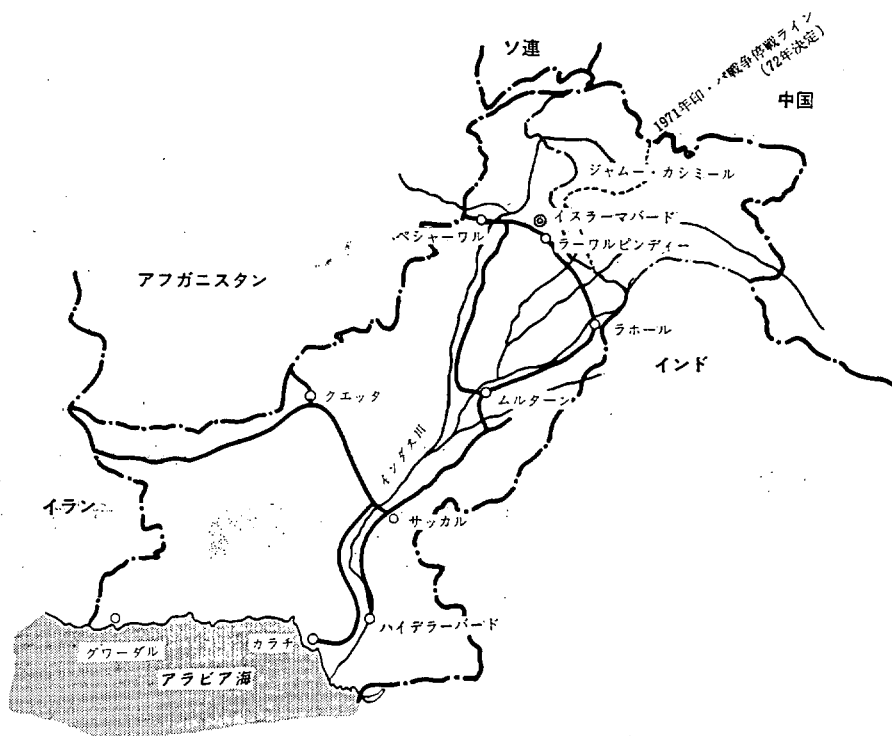 ソ連
1971年印・パ戦争停戦ライン
(72年決定)
中国
ジャムー・カシミール
イスラーマバード
ペシャーワル
ラーワルピンディー
アフガニスタン
ラホール
インド
クエッタ
ムルターン
インダス川
イラン
サッカル
ハイデラーバード
グワーダル
カラチ
アラビア海